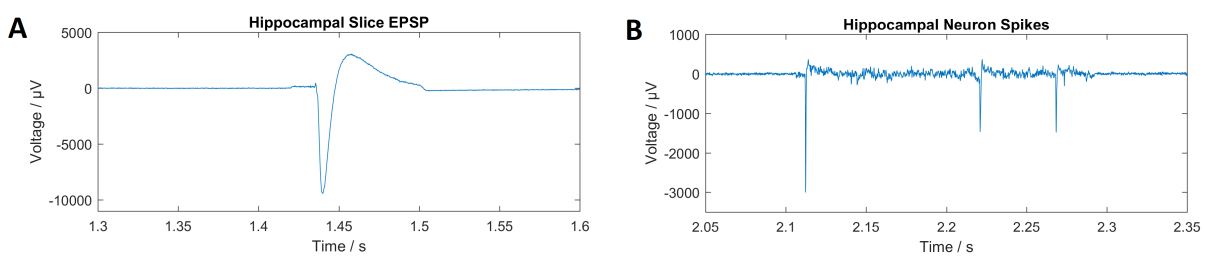 A
Hippocampal Slice EPSP
5000
0
-5000
-10000
Voltage / µV
1.3
1.35
1.4
1.45
1.5
1.55
1.6
Time / s
B
Hippocampal Neuron Spikes
1000
0
-1000
-2000
-3000
Voltage / µV
2.05
2.1
2.15
2.2
2.25
2.3
2.35
Time / s